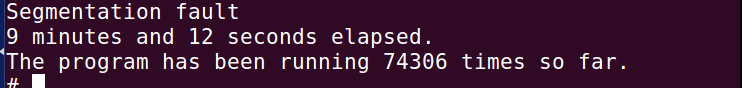 Segmentation fault
9 minutes and 12 seconds elapsed.
The program has been running 74306 times so far.
#